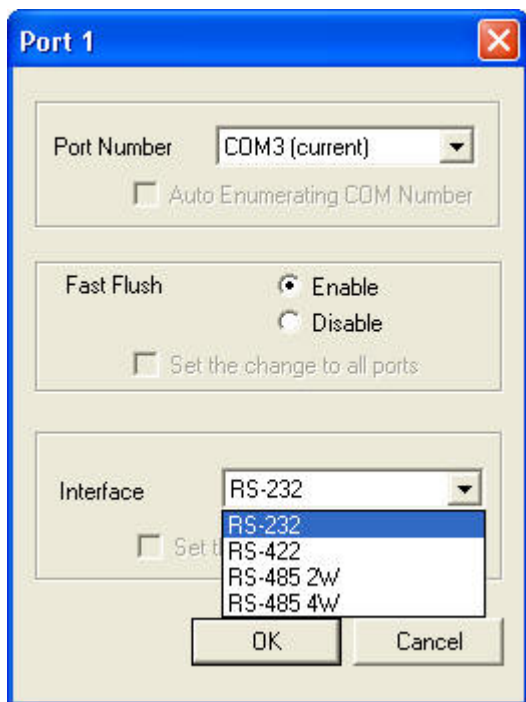 Port 1
Port Number COM3 (current)
Auto Enumerating COM Number
Fast Flush Enable
Disable
Set the change to all ports
Interface RS-232
Set
RS-232
RS-422
RS-485 2W
RS-485 4W
OK Cancel